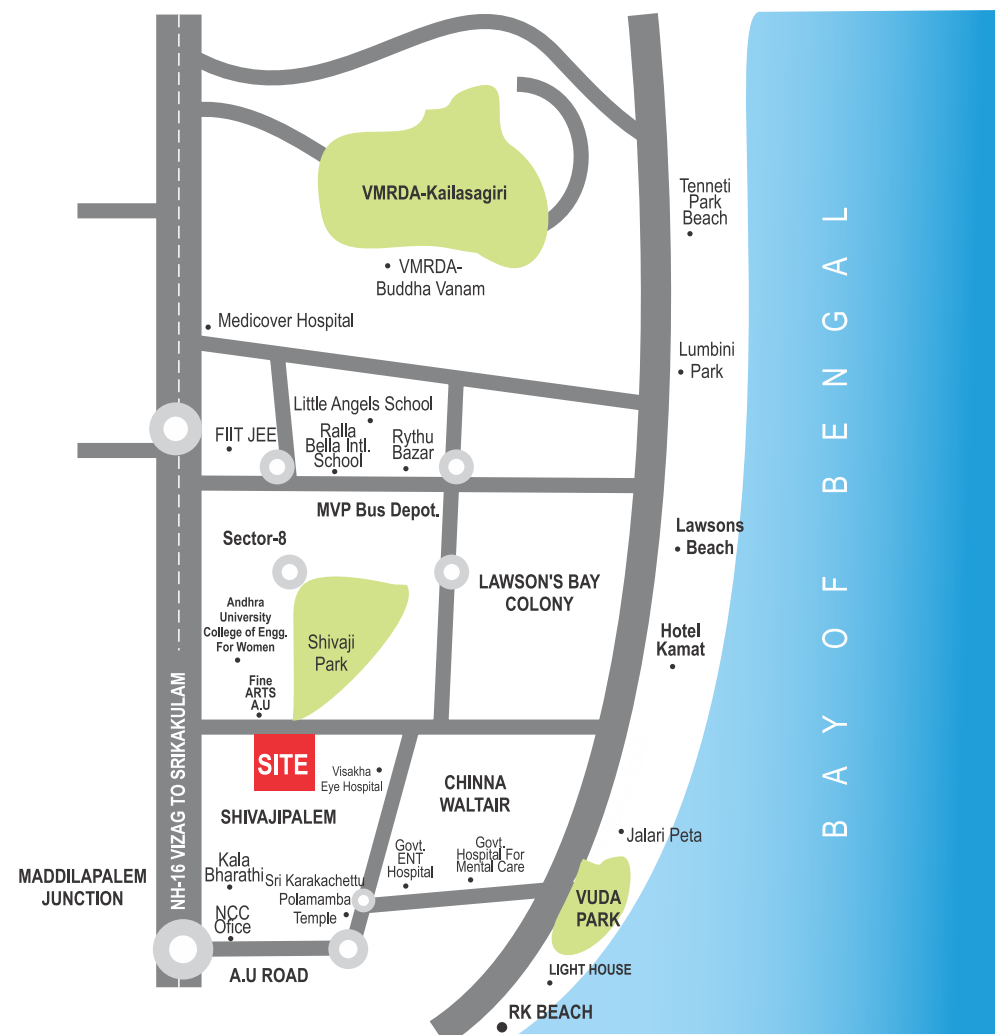 VMRDA-Kailasagiri
Tenneti
Park
Beach
VMRDA-
Buddha Vanam
Medicover Hospital
Lumbini
Park
Little Angels School
FIIT JEE
Ralla
Bella Intl.
School
Rythu
Bazar
MVP Bus Depot.
Sector-8
Lawsons
Beach
LAWSON'S BAY
COLONY
Andhra
University
College of Engg.
For Women
Shivaji
Park
Hotel
Kamat
Fine
ARTS
A.U
NH-16 VIZAG TO SRIKAKULAM
BAY OF BENGAL
SITE
Visakha
Eye Hospital
CHINNA
WALTAIR
SHIVAJIPALEM
Jalari Peta
Kala
Bharathi
Govt.
ENT
Hospital
Govt.
Hospital For
Mental Care
MADDILAPALEM
JUNCTION
Sri Karakachettu
Polamamba
Temple
NCC
Ofice
VUDA
PARK
A.U ROAD
LIGHT HOUSE
RK BEACH